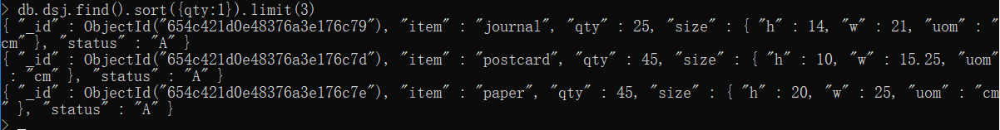 > db.dsj.find().sort({qty:1}).limit(3)
{ "_id" : ObjectId("654c421d0e48376a3e176c79"), "item" : "journal", "qty" : 25, "size" : { "h" : 14, "w" : 21, "uom" : "
cm" }, "status" : "A" }
{ "_id" : ObjectId("654c421d0e48376a3e176c7d"), "item" : "postcard", "qty" : 45, "size" : { "h" : 10, "w" : 15.25, "uom"
 : "cm" }, "status" : "A" }
{ "_id" : ObjectId("654c421d0e48376a3e176c7e"), "item" : "paper", "qty" : 45, "size" : { "h" : 20, "w" : 25, "uom" : "cm
" }, "status" : "A" }
>